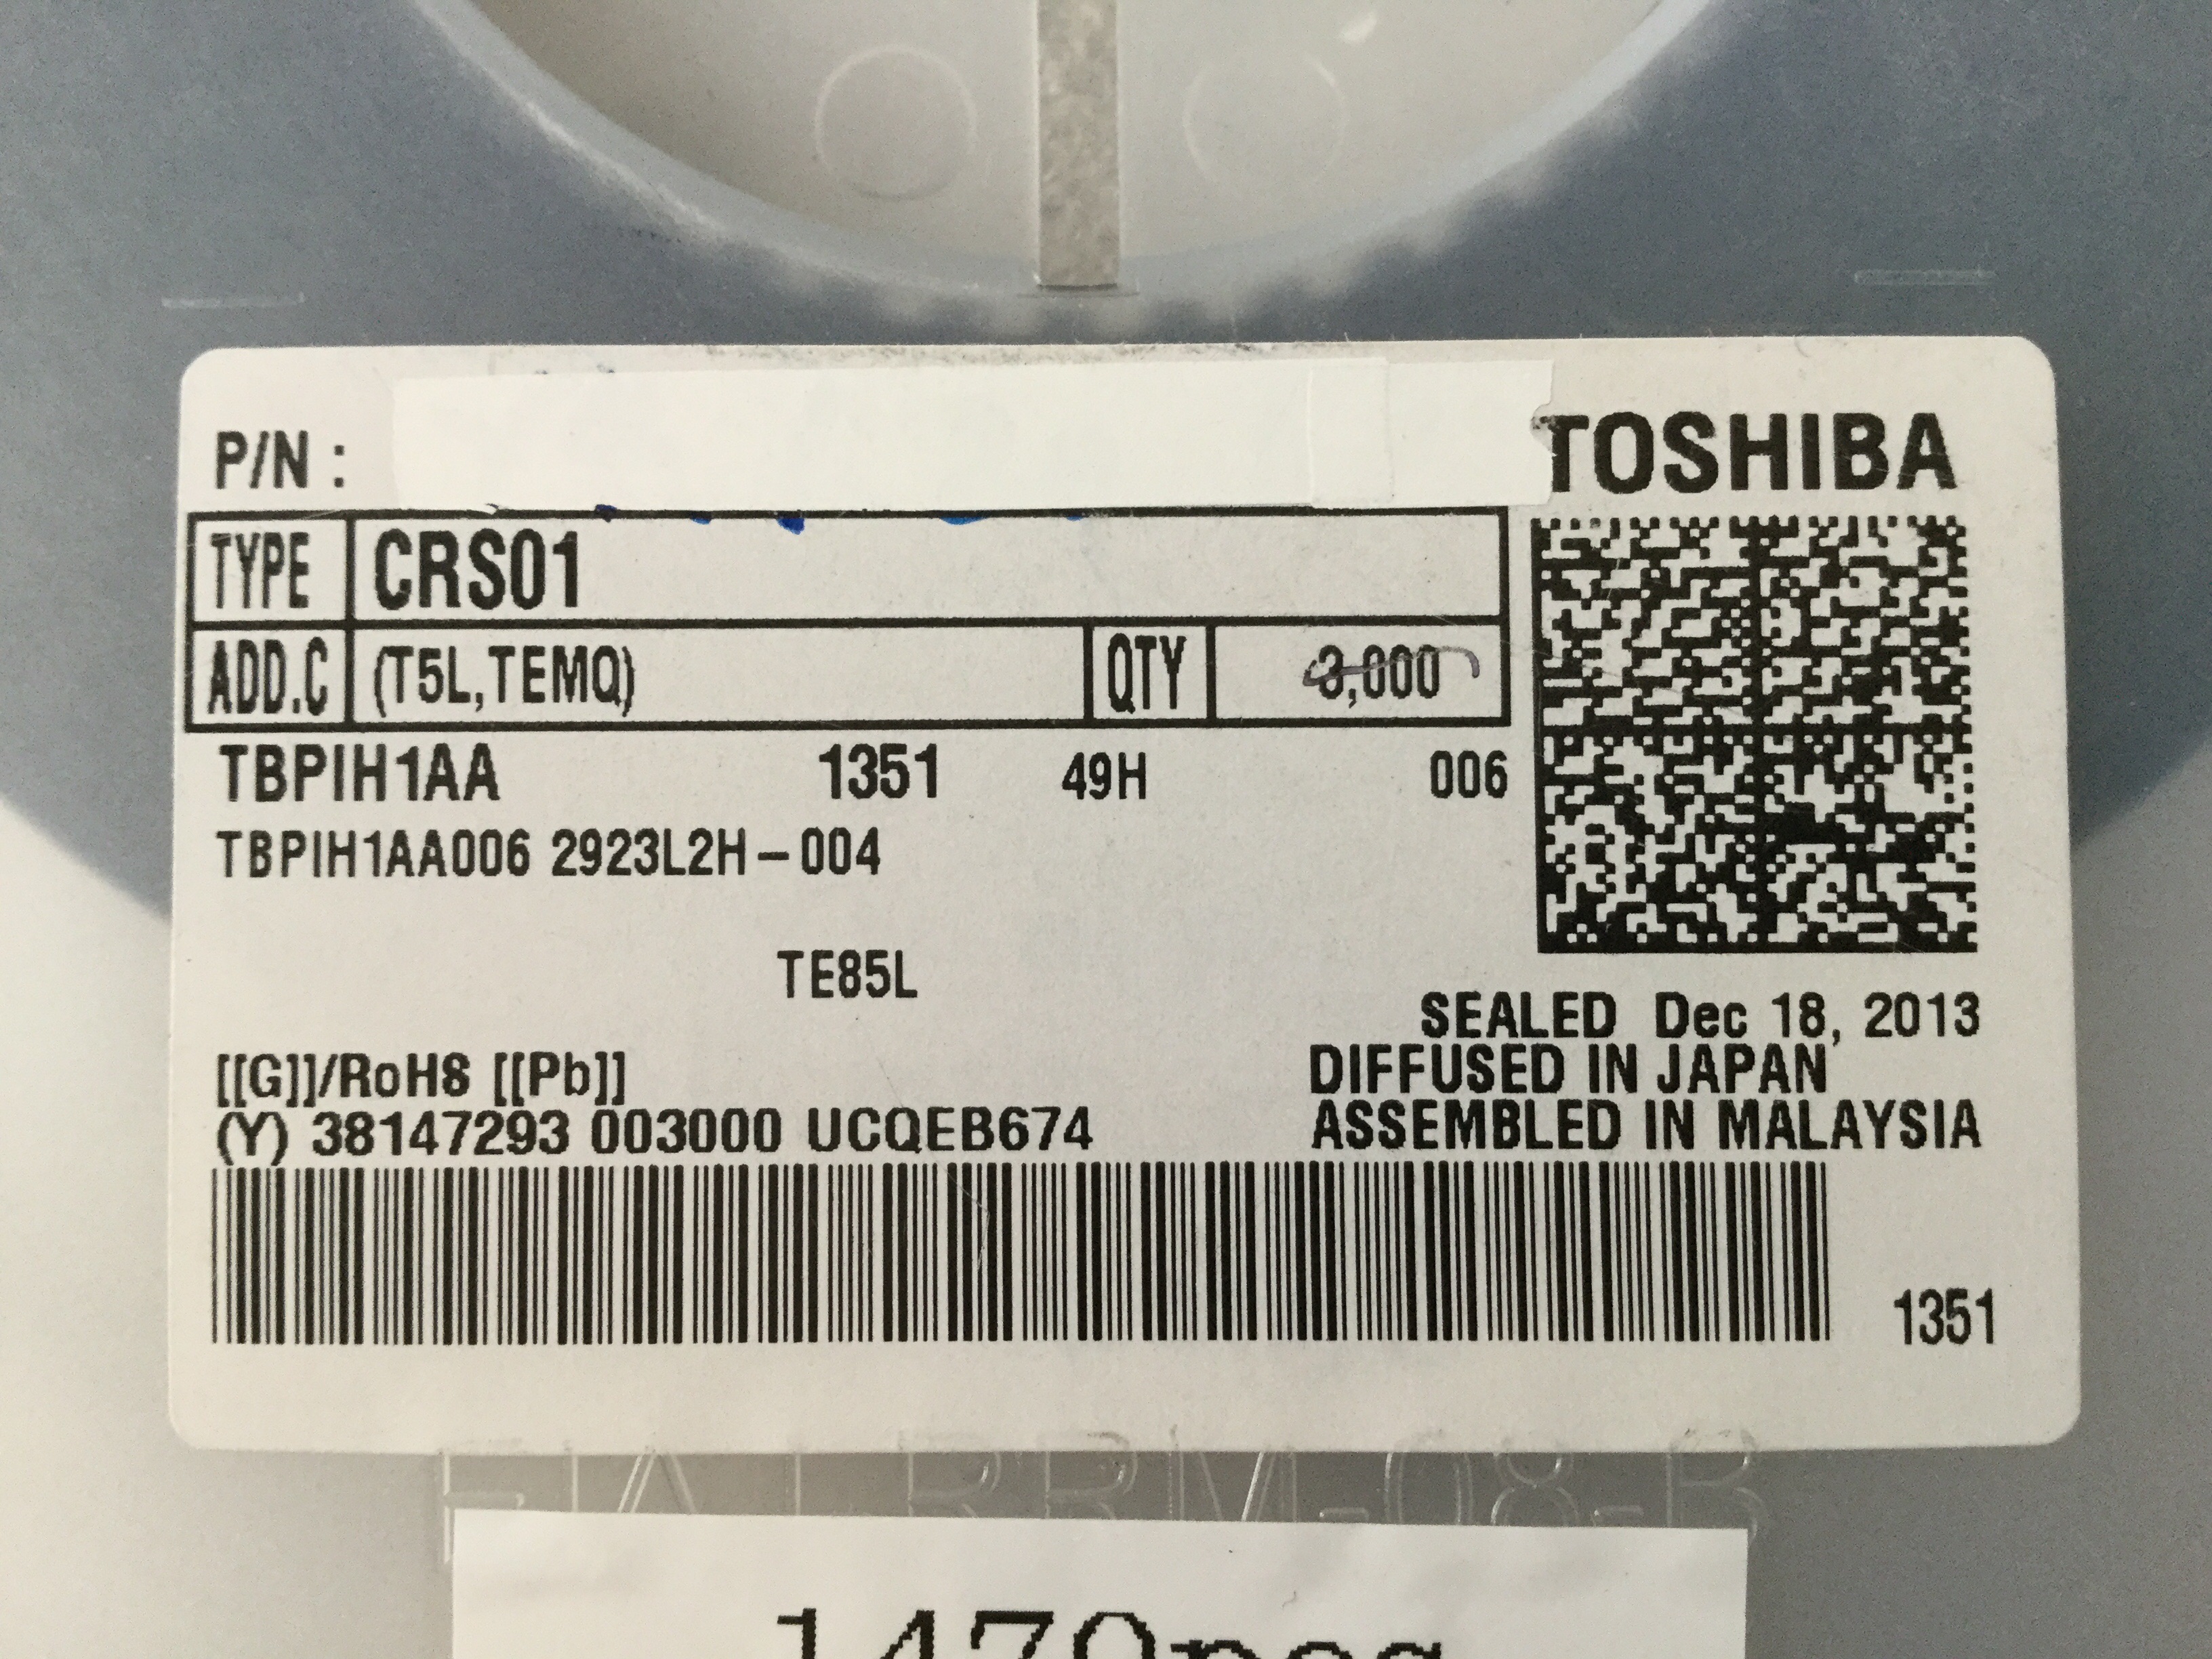 P/N :
TOSHIBA
TYPE CRS01
ADD.C (T5L,TEMQ) QTY 3,000
TBPIH1AA 1351 49H 006
TBPIH1AA006 2923L2H-004
TE85L
SEALED Dec 18, 2013
DIFFUSED IN JAPAN
[[G]]/RoHS [[Pb]]
ASSEMBLED IN MALAYSIA
(Y) 38147293 003000 UCQEB674
1351